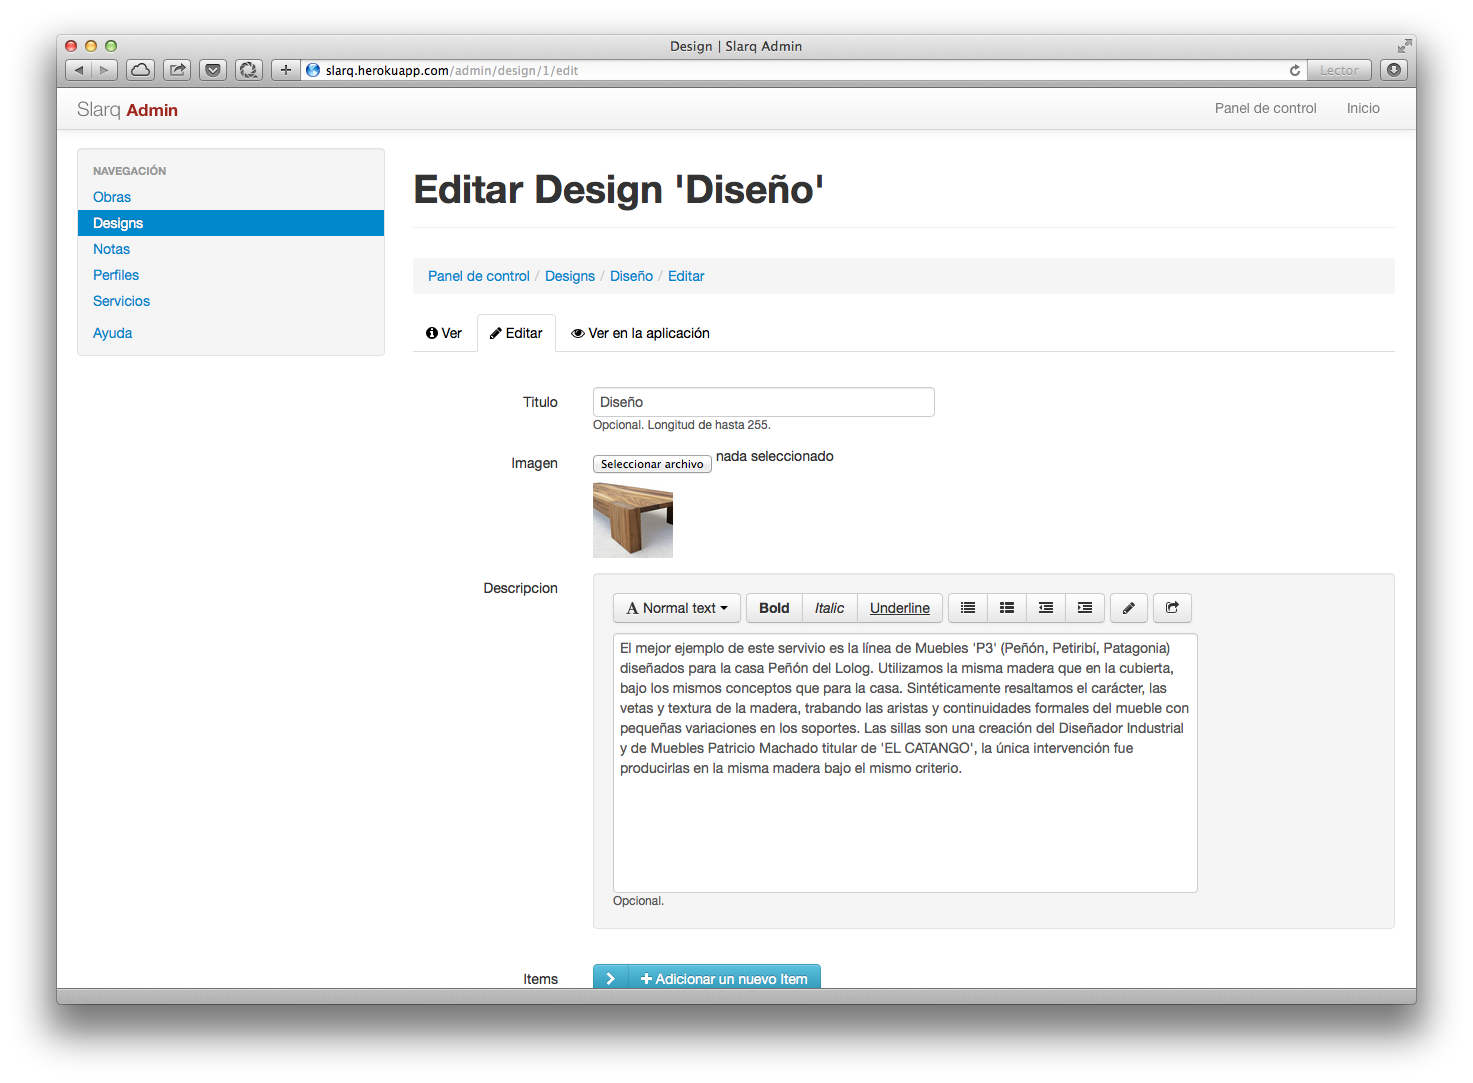 Design | Slarq Admin
slarq.herokuapp.com/admin/design/1/edit
Lector
Slarq Admin
Panel de control
Inicio
NAVEGACIÓN
Obras
Designs
Notas
Perfiles
Servicios
Ayuda
Editar Design 'Diseño'
Panel de control / Designs / Diseño / Editar
Ver
Editar
Ver en la aplicación
Titulo
Diseño
Opcional. Longitud de hasta 255.
Imagen
Seleccionar archivo nada seleccionado
Descripcion
A Normal text
Bold
Italic
Underline
El mejor ejemplo de este servivio es la línea de Muebles 'P3' (Peñón, Petiribí, Patagonia)
diseñados para la casa Peñón del Lolog. Utilizamos la misma madera que en la cubierta,
bajo los mismos conceptos que para la casa. Sintéticamente resaltamos el carácter, las
vetas y textura de la madera, trabando las aristas y continuidades formales del mueble con
pequeñas variaciones en los soportes. Las sillas son una creación del Diseñador Industrial
y de Muebles Patricio Machado titular de 'EL CATANGO', la única intervención fue
producirlas en la misma madera bajo el mismo criterio.
Opcional.
Items
+ Adicionar un nuevo Item